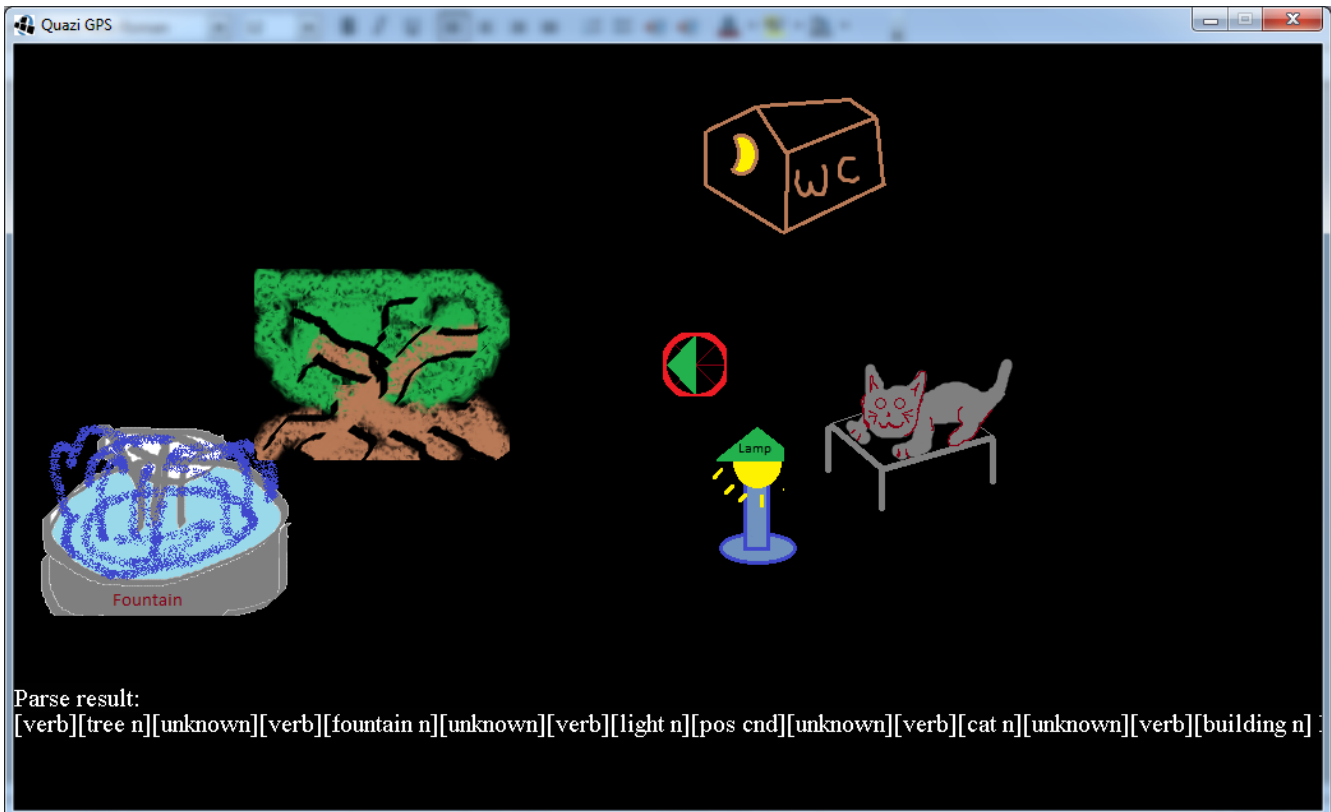 Quazi GPS
WC
Lamp
Fountain
Parse result:
[verb][tree n][unknown][verb][fountain n][unknown][verb][light n][pos cnd][unknown][verb][cat n][unknown][verb][building n]